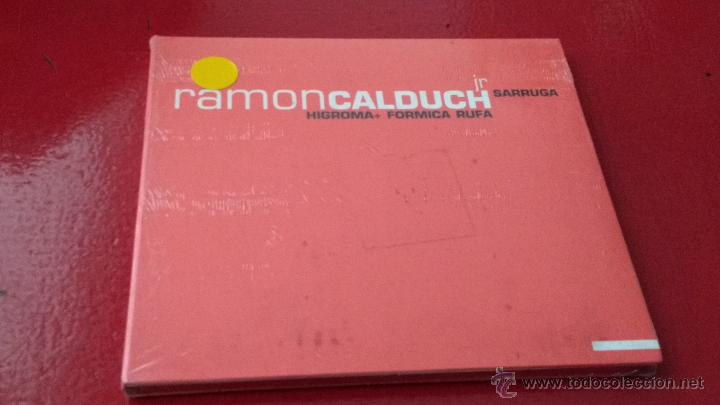 jr
ramonCALDUCH SARRUGA
HIGROMA+ FORMICA RUFA
www.todocoleccion.net